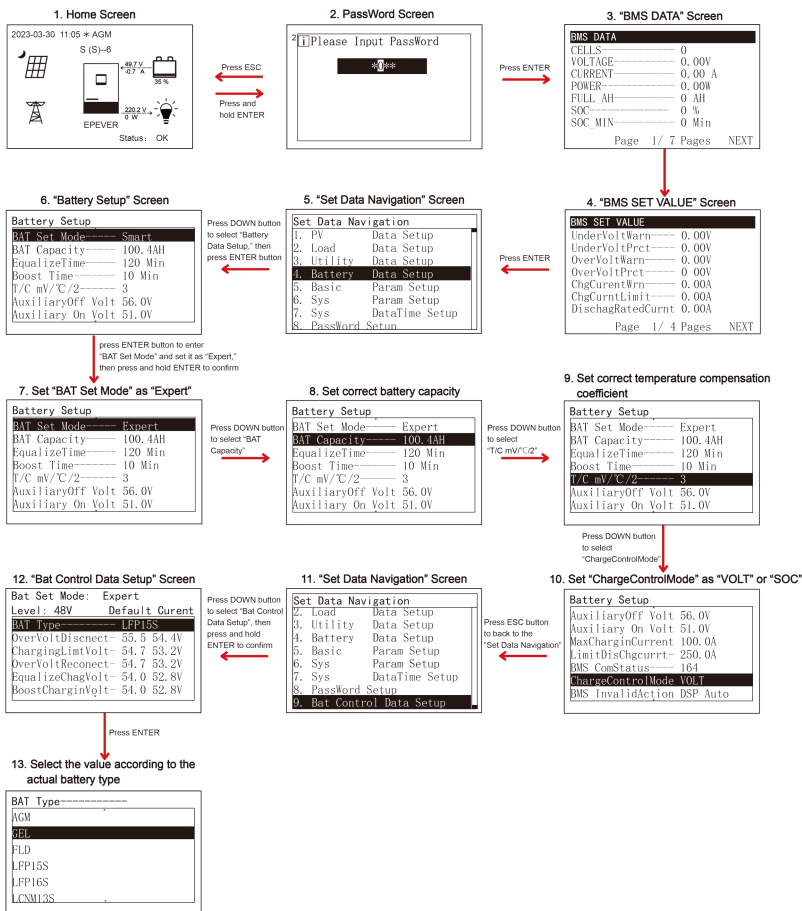 1. Home Screen
2023-03-30 11:05 ＊ AGM
S (S)--6
49.7 V
-0.7 A
35 %
220.2 V
0 W
EPEVER
Status: OK
Press ESC
Press and
hold ENTER
2. PassWord Screen
2 i Please Input PassWord
*0**
Press ENTER
3. “BMS DATA” Screen
BMS DATA
CELLS------------ 0
VOLTAGE---------- 0.00V
CURRENT---------- 0.00 A
POWER------------ 0.00W
FULL AH---------- 0 AH
SOC-------------- 0 %
SOC MIN---------- 0 Min
Page 1/ 7 Pages NEXT
6. “Battery Setup” Screen
Battery Setup
BAT Set Mode----- Smart
BAT Capacity----- 100.4AH
EqualizeTime----- 120 Min
Boost Time------- 10 Min
T/C mV/℃/2----- 3
AuxiliaryOff Volt 56.0V
Auxiliary On Volt 51.0V
Press DOWN button
to select “Battery
Data Setup,” then
press ENTER button
5. “Set Data Navigation” Screen
Set Data Navigation
1. PV Data Setup
2. Load Data Setup
3. Utility Data Setup
4. Battery Data Setup
5. Basic Param Setup
6. Sys Param Setup
7. Sys DataTime Setup
8. PassWord Setup
Press ENTER
4. “BMS SET VALUE” Screen
BMS SET VALUE
UnderVoltWarn---- 0.00V
UnderVoltPrct---- 0.00V
OverVoltWarn----- 0.00V
OverVoltPrct----- 0.00V
ChgCurentWrn---- 0.00A
ChgCurntLimit---- 0.00A
DischagRatedCurnt 0.00A
Page 1/ 4 Pages NEXT
press ENTER button to enter
“BAT Set Mode” and set it as “Expert,”
then press and hold ENTER to confirm
7. Set “BAT Set Mode” as “Expert”
Battery Setup
BAT Set Mode----- Expert
BAT Capacity----- 100.4AH
EqualizeTime----- 120 Min
Boost Time------- 10 Min
T/C mV/℃/2----- 3
AuxiliaryOff Volt 56.0V
Auxiliary On Volt 51.0V
Press DOWN button
to select “BAT
Capacity”
8. Set correct battery capacity
Battery Setup
BAT Set Mode----- Expert
BAT Capacity----- 100.4AH
EqualizeTime----- 120 Min
Boost Time------- 10 Min
T/C mV/℃/2----- 3
AuxiliaryOff Volt 56.0V
Auxiliary On Volt 51.0V
Press DOWN button
to select
“T/C mV/℃/2”
9. Set correct temperature compensation
coefficient
Battery Setup
BAT Set Mode----- Expert
BAT Capacity----- 100.4AH
EqualizeTime----- 120 Min
Boost Time------- 10 Min
T/C mV/℃/2----- 3
AuxiliaryOff Volt 56.0V
Auxiliary On Volt 51.0V
Press DOWN button
to select
“ChargeControlMode”
12. “Bat Control Data Setup” Screen
Bat Set Mode: Expert
Level: 48V Default Curent
BAT Type------- LFP15S
OverVoltDiscnect- 55.5 54.4V
ChargingLimtVolt- 54.7 53.2V
OverVoltReconect- 54.7 53.2V
EqualizeChagVolt- 54.0 52.8V
BoostCharginVolt- 54.0 52.8V
Press DOWN button
to select “Bat Control
Data Setup”, then
press and hold
ENTER to confirm
11. “Set Data Navigation” Screen
Set Data Navigation
2. Load Data Setup
3. Utility Data Setup
4. Battery Data Setup
5. Basic Param Setup
6. Sys Param Setup
7. Sys DataTime Setup
8. PassWord Setup
9. Bat Control Data Setup
Press ESC button
to back to the
“Set Data Navigation”
10. Set “ChargeControlMode” as “VOLT” or “SOC”
Battery Setup
AuxiliaryOff Volt 56.0V
Auxiliary On Volt 51.0V
MaxCharginCurrent 100.0A
LimitDisChgcurrt- 250.0A
BMS ComStatus---- 164
ChargeControlMode VOLT
BMS InvalidAction DSP Auto
Press ENTER
13. Select the value according to the
actual battery type
BAT Type-----------
AGM
GEL
FLD
LFP15S
LFP16S
LCNM13S